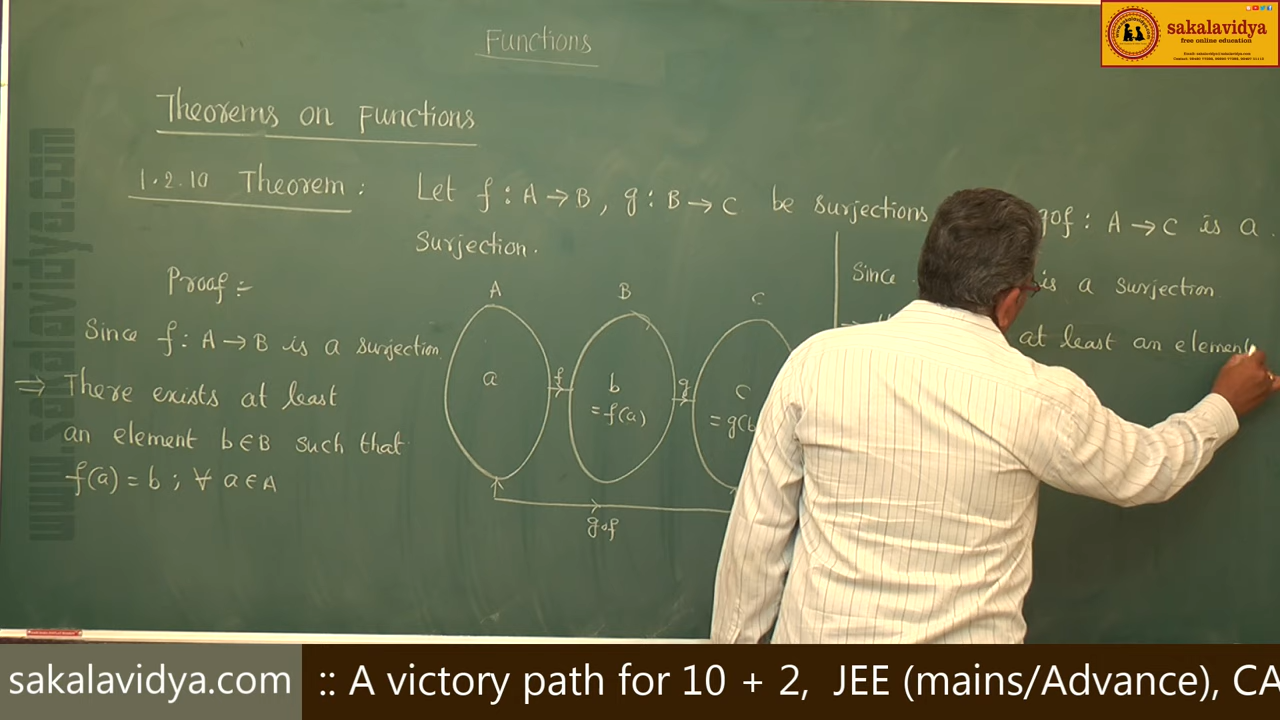 Functions
sakalavidya
free online education
Theorems on Functions
1.2.10 Theorem : Let f : A → B , g : B → C be surjections gof : A → C is a
Surjection.
Proof :-
Since f : A → B is a surjection
⇒ There exists at least
an element b ∈ B such that
f(a) = b ; ∀ a ∈ A
A
B
C
a
f
b
= f(a)
g
C
= g(b
gof
Since is a surjection
at least an element
www.sakalavidya.com
sakalavidya.com :: A victory path for 10 + 2, JEE (mains/Advance), CA